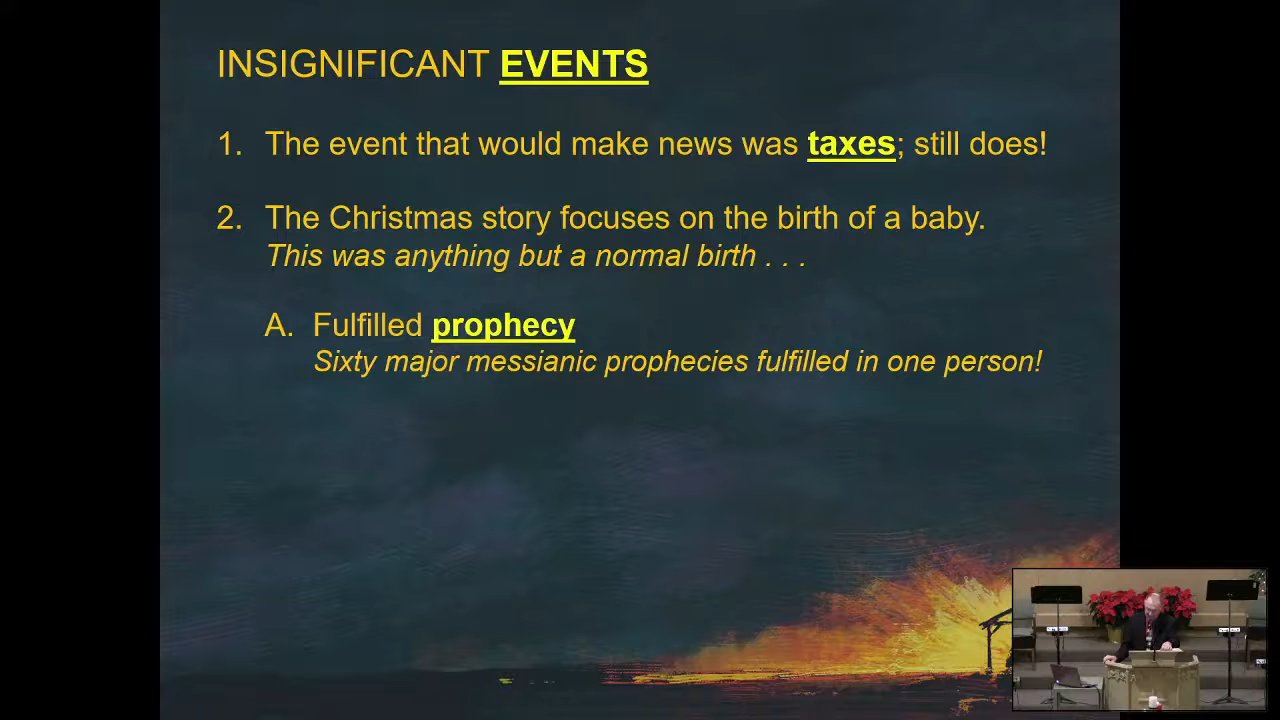 INSIGNIFICANT EVENTS
1. The event that would make news was taxes; still does!
2. The Christmas story focuses on the birth of a baby.
This was anything but a normal birth . . .
A. Fulfilled prophecy
Sixty major messianic prophecies fulfilled in one person!